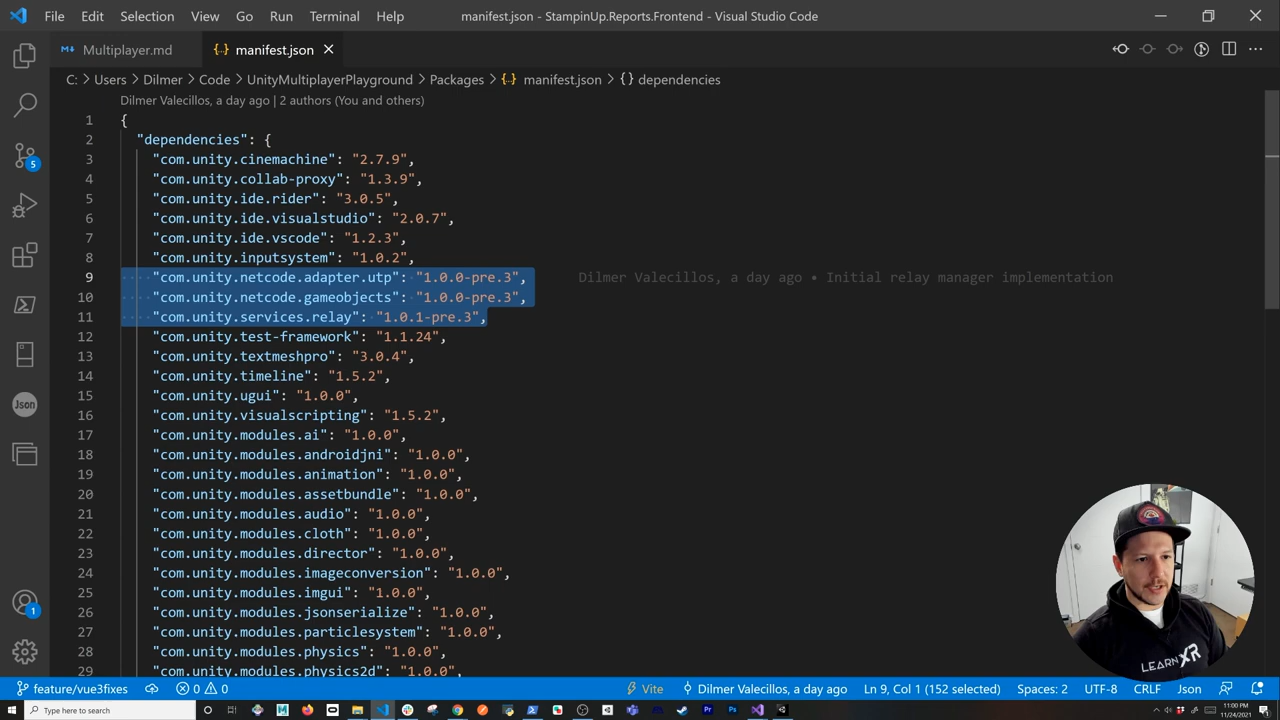 File Edit Selection View Go Run Terminal Help manifest.json - StampinUp.Reports.Frontend - Visual Studio Code
Multiplayer.md manifest.json
C: > Users > Dilmer > Code > UnityMultiplayerPlayground > Packages > manifest.json > {} dependencies
Dilmer Valecillos, a day ago | 2 authors (You and others)
1 {
2 "dependencies": {
3 "com.unity.cinemachine": "2.7.9",
4 "com.unity.collab-proxy": "1.3.9",
5 "com.unity.ide.rider": "3.0.5",
6 "com.unity.ide.visualstudio": "2.0.7",
7 "com.unity.ide.vscode": "1.2.3",
8 "com.unity.inputsystem": "1.0.2",
9 "com.unity.netcode.adapter.utp": "1.0.0-pre.3", Dilmer Valecillos, a day ago • Initial relay manager implementation
10 "com.unity.netcode.gameobjects": "1.0.0-pre.3",
11 "com.unity.services.relay": "1.0.1-pre.3",
12 "com.unity.test-framework": "1.1.24",
13 "com.unity.textmeshpro": "3.0.4",
14 "com.unity.timeline": "1.5.2",
15 "com.unity.ugui": "1.0.0",
16 "com.unity.visualscripting": "1.5.2",
17 "com.unity.modules.ai": "1.0.0",
18 "com.unity.modules.androidjni": "1.0.0",
19 "com.unity.modules.animation": "1.0.0",
20 "com.unity.modules.assetbundle": "1.0.0",
21 "com.unity.modules.audio": "1.0.0",
22 "com.unity.modules.cloth": "1.0.0",
23 "com.unity.modules.director": "1.0.0",
24 "com.unity.modules.imageconversion": "1.0.0",
25 "com.unity.modules.imgui": "1.0.0",
26 "com.unity.modules.jsonserialize": "1.0.0",
27 "com.unity.modules.particlesystem": "1.0.0",
28 "com.unity.modules.physics": "1.0.0",
29 "com.unity.modules.physics2d": "1.0.0",
5
Json
1
LEARN XR
feature/vue3fixes 0 0 Vite Dilmer Valecillos, a day ago Ln 9, Col 1 (152 selected) Spaces: 2 UTF-8 CRLF Json
Type here to search
11:00 PM
11/24/2021